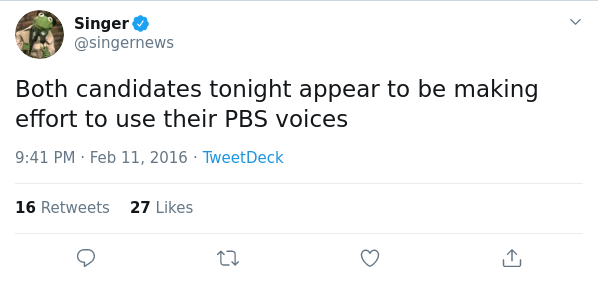 Singer
@singernews
Both candidates tonight appear to be making
effort to use their PBS voices
9:41 PM · Feb 11, 2016 · TweetDeck
16 Retweets 27 Likes